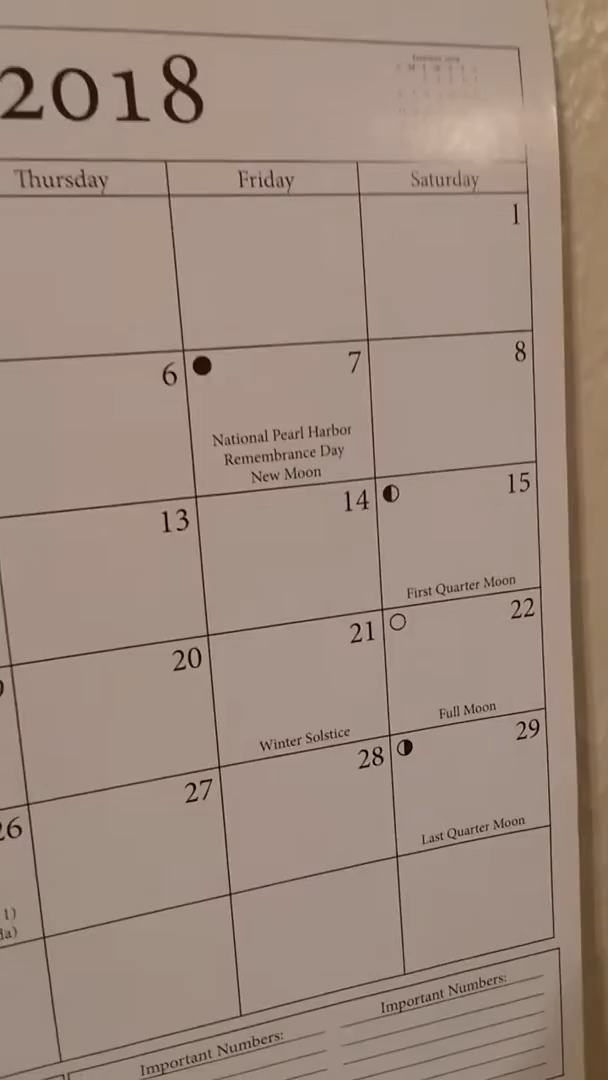 2018
Thursday Friday Saturday
1
6 7 8
National Pearl Harbor
Remembrance Day
New Moon
13 14 15
First Quarter Moon
20 21 22
Winter Solstice
Full Moon
26 27 28 29
Last Quarter Moon
1)
da)
Important Numbers: Important Numbers: